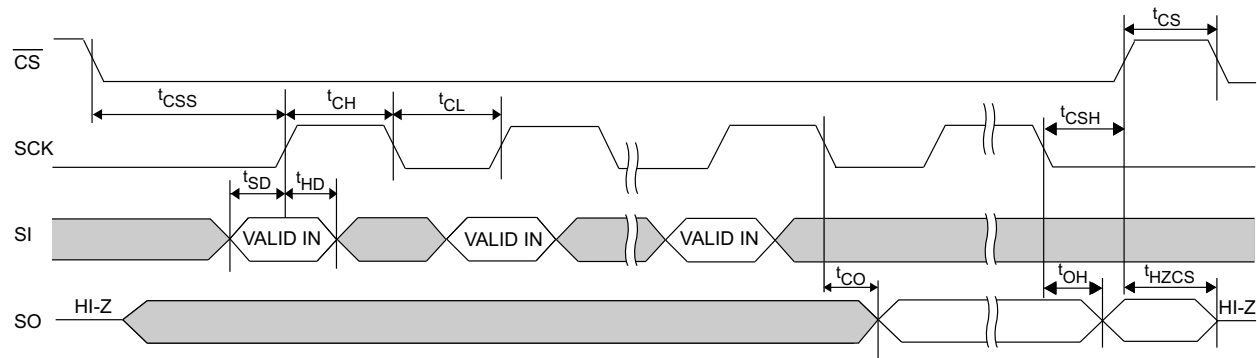 tCS
CS
tCSS
tCH
tCL
tCSH
SCK
tSD
tHD
SI
VALID IN
VALID IN
VALID IN
tCO
tOH
tHZCS
HI-Z
HI-Z
SO